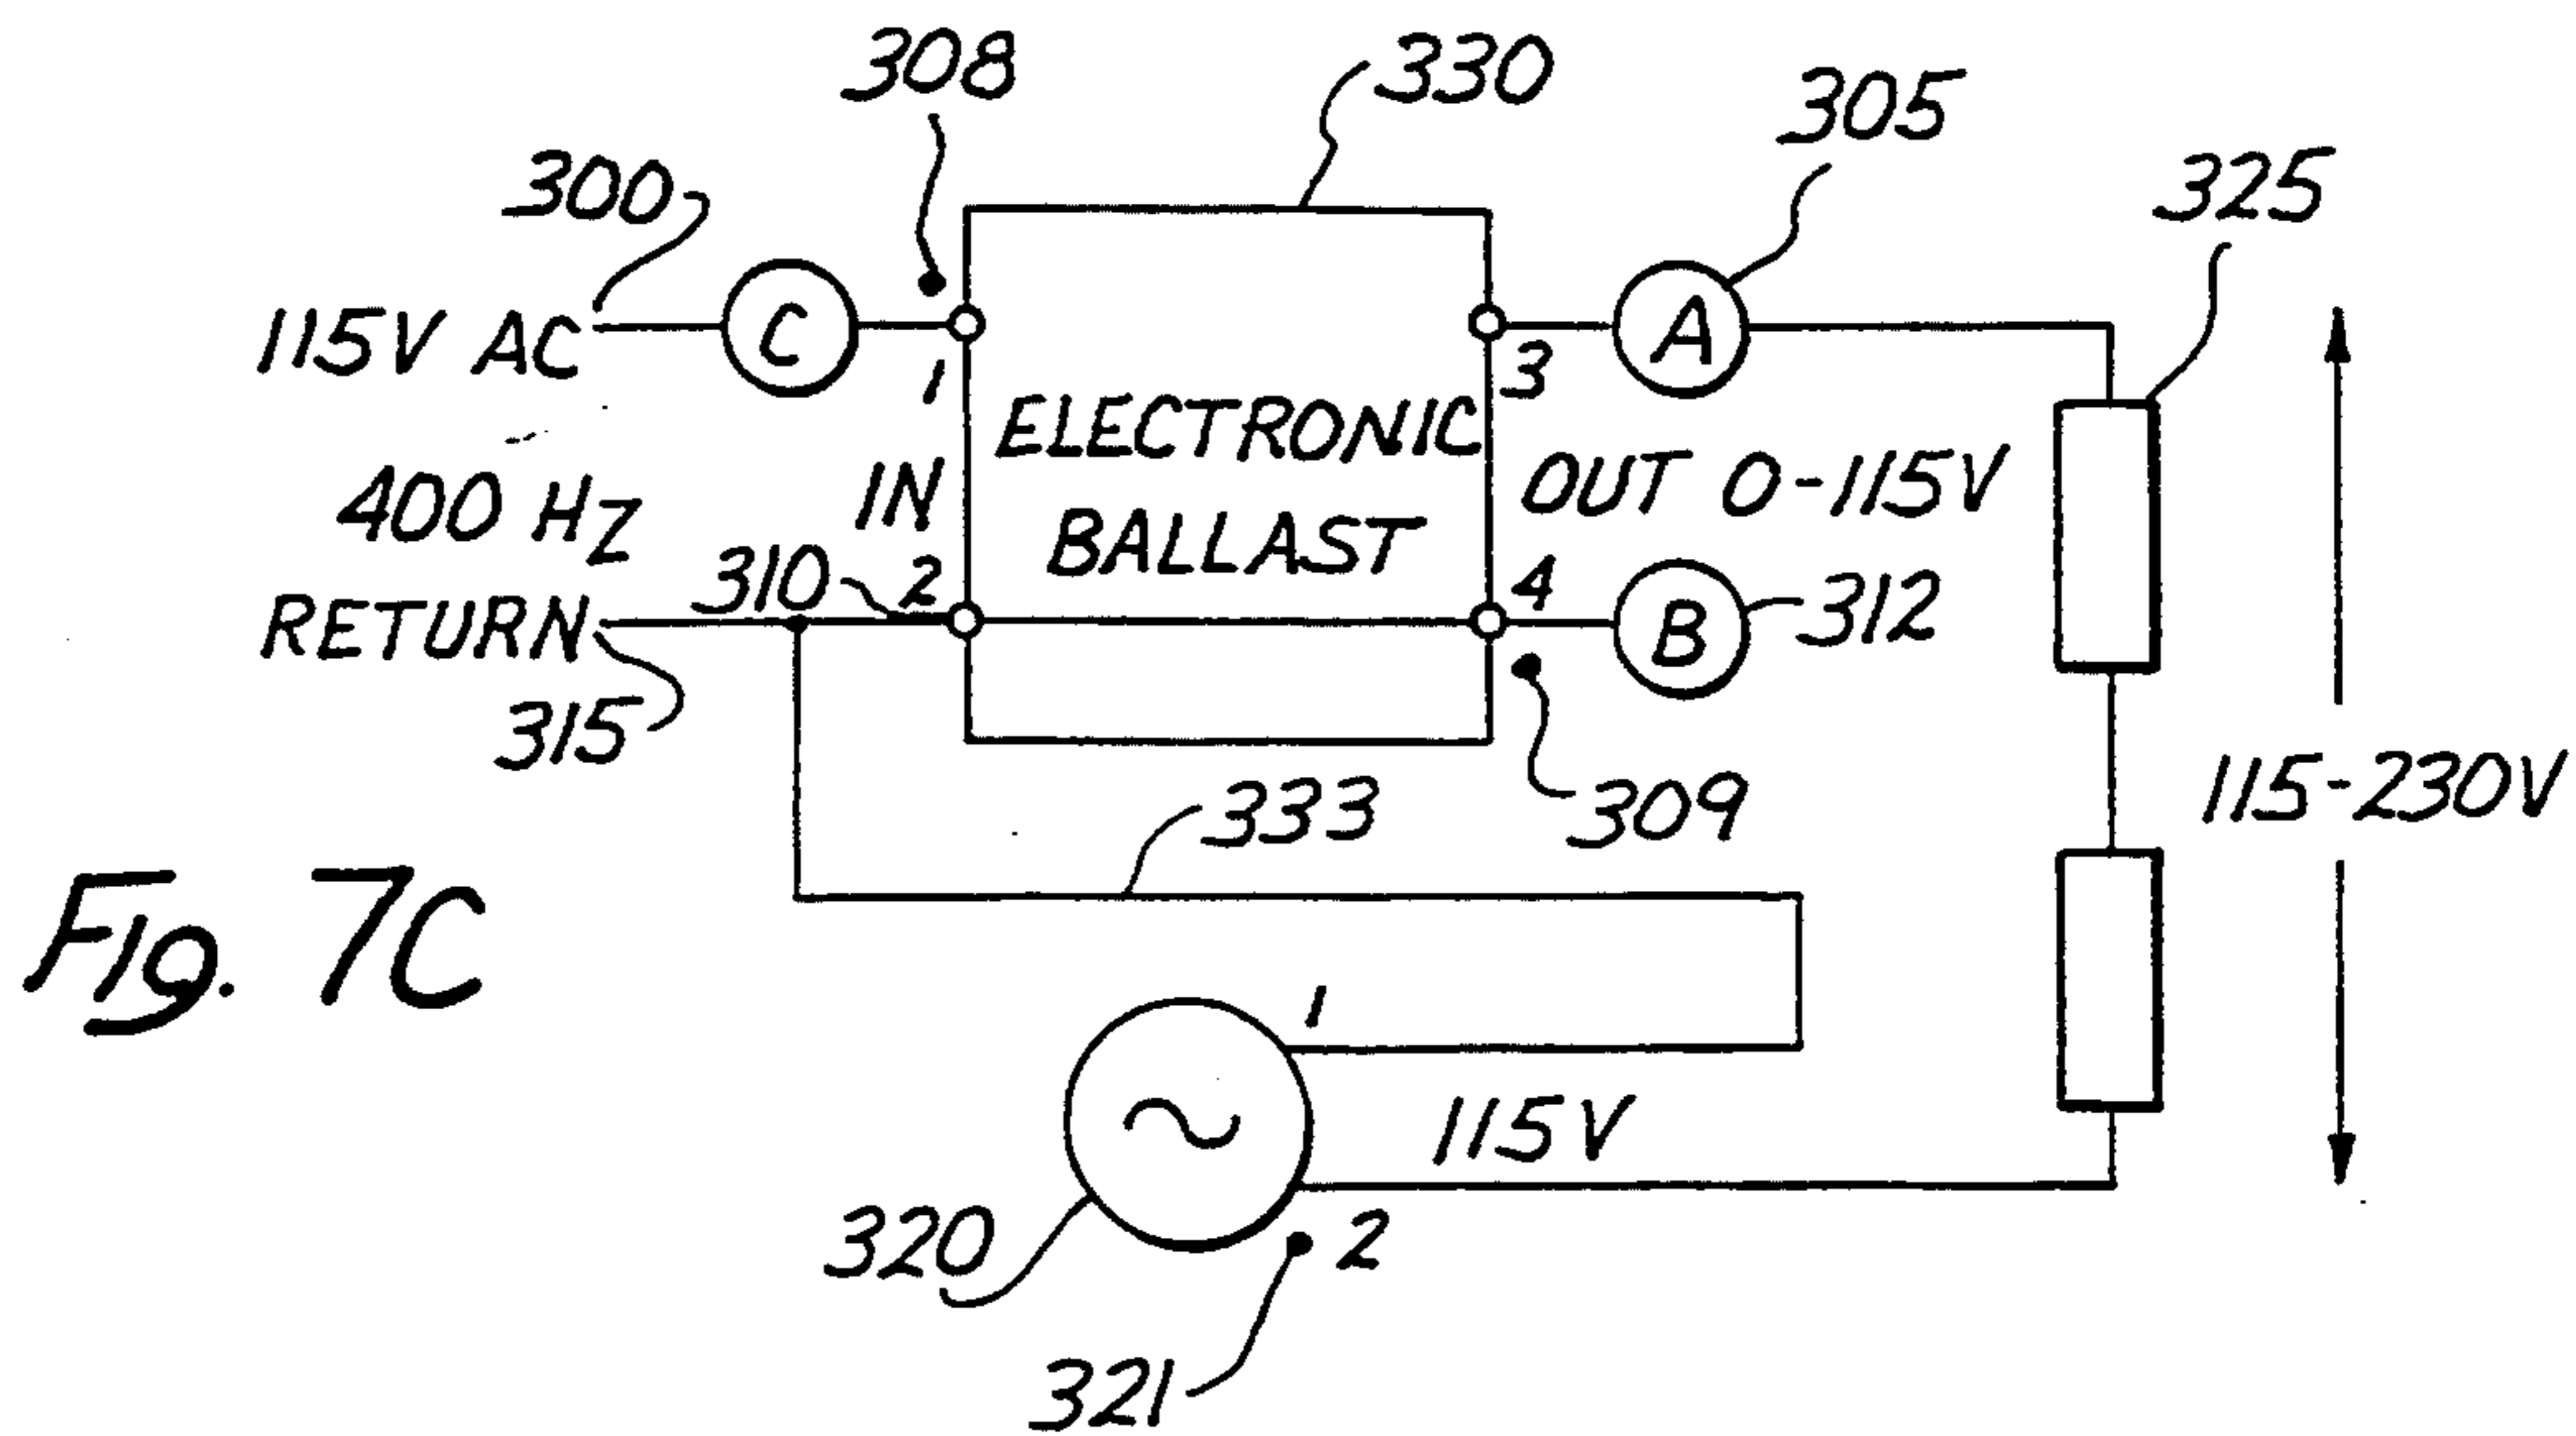 308
330
305
300
325
115V AC
C
1
3
A
ELECTRONIC
BALLAST
IN
OUT 0-115V
400 HZ
310
2
4
B
312
RETURN
315
309
333
115-230V
Fig. 7C
1
115V
320
2
321